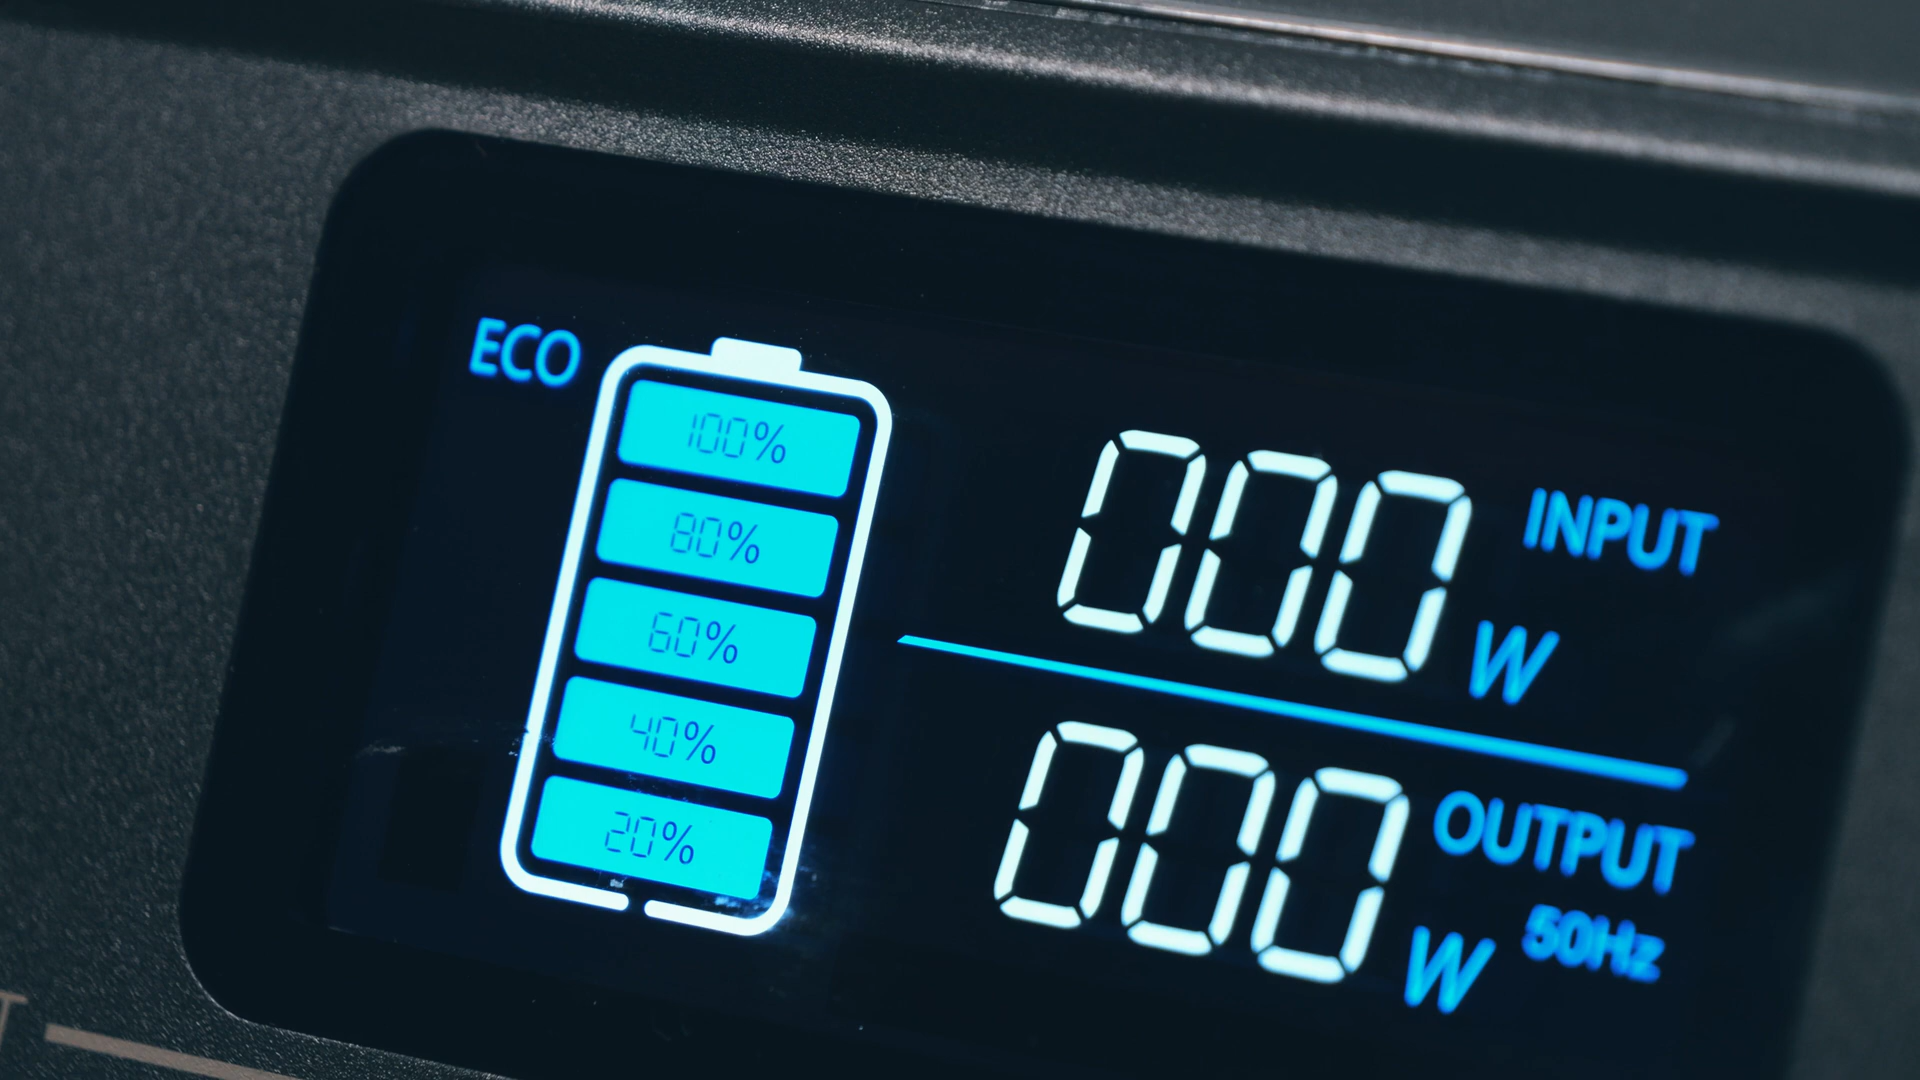 ECO
100%
80%
60%
40%
20%
000 W INPUT
000 W OUTPUT
50Hz